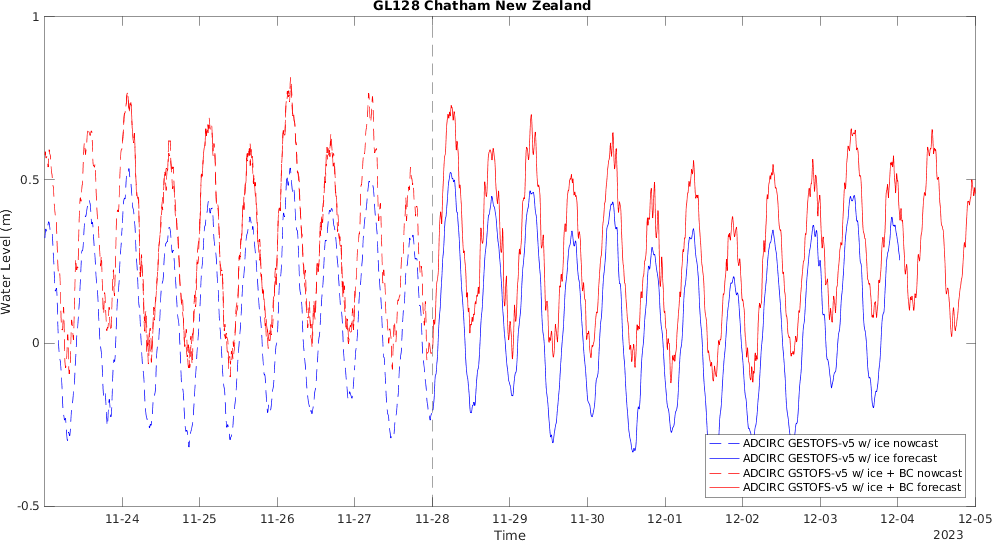 GL128 Chatham New Zealand
1
0.5
0
-0.5
Water Level (m)
ADCIRC GESTOFS-v5 w/ ice nowcast
ADCIRC GESTOFS-v5 w/ ice forecast
ADCIRC GSTOFS-v5 w/ ice + BC nowcast
ADCIRC GSTOFS-v5 w/ ice + BC forecast
11-24 11-25 11-26 11-27 11-28 11-29 11-30 12-01 12-02 12-03 12-04 12-05
Time
2023